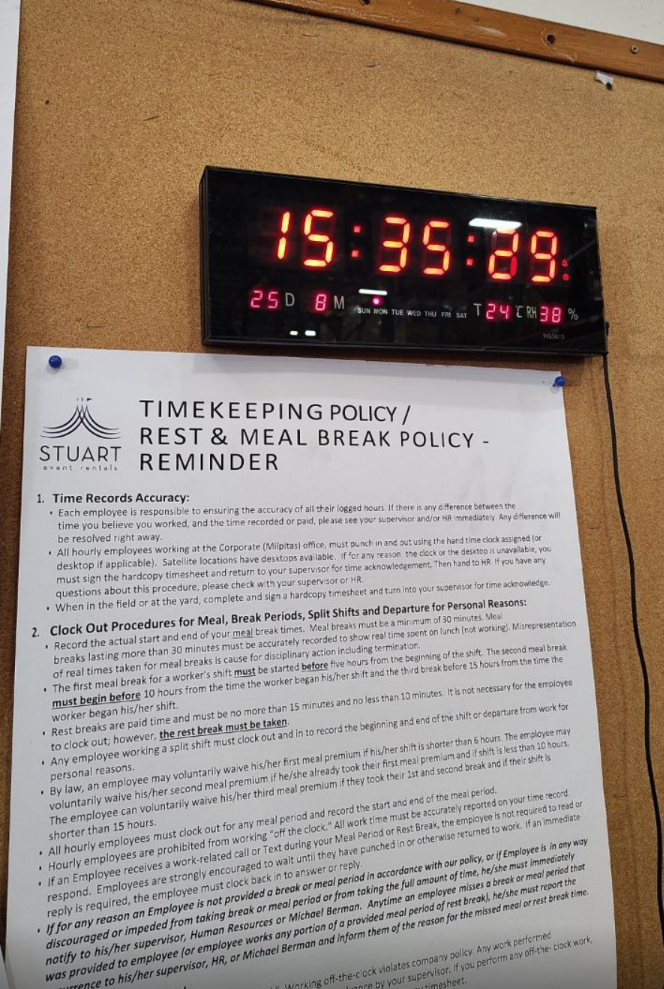 15:35:29
25 D 8 M SUN MON TUE WED THU FRI SAT T 24 ℃ RH 38 %
STUART
event rentals
TIMEKEEPING POLICY /
REST & MEAL BREAK POLICY -
REMINDER
1. Time Records Accuracy:
• Each employee is responsible to ensuring the accuracy of all their logged hours. If there is any difference between the
time you believe you worked, and the time recorded or paid, please see your supervisor and/or HR immediately. Any difference will
be resolved right away.
• All hourly employees working at the Corporate (Milpitas) office, must punch in and out using the hard time clock assigned (or
desktop if applicable). Satellite locations have desktops available. If for any reason the clock or the desktop is unavailable, you
must sign the hardcopy timesheet and return to your supervisor for time acknowledgement. Then hand to HR. If you have any
questions about this procedure, please check with your supervisor or HR.
• When in the field or at the yard, complete and sign a hardcopy timesheet and turn into your supervisor for time acknowledge.
2. Clock Out Procedures for Meal, Break Periods, Split Shifts and Departure for Personal Reasons:
• Record the actual start and end of your meal break times. Meal breaks must be a minimum of 30 minutes. Meal
breaks lasting more than 30 minutes must be accurately recorded to show real time spent on lunch (not working). Misrepresentation
of real times taken for meal breaks is cause for disciplinary action including termination.
• The first meal break for a worker's shift must be started before five hours from the beginning of the shift. The second meal break
must begin before 10 hours from the time the worker began his/her shift and the third break before 15 hours from the time the
worker began his/her shift.
• Rest breaks are paid time and must be no more than 15 minutes and no less than 10 minutes. It is not necessary for the employee
to clock out; however, the rest break must be taken.
• Any employee working a split shift must clock out and in to record the beginning and end of the shift or departure from work for
personal reasons.
• By law, an employee may voluntarily waive his/her first meal premium if his/her shift is shorter than 6 hours. The employee may
voluntarily waive his/her second meal premium if he/she already took their first meal premium and if shift is less than 10 hours.
The employee can voluntarily waive his/her third meal premium if they took their 1st and second break and if their shift is
shorter than 15 hours.
• All hourly employees must clock out for any meal period and record the start and end of the meal period.
• Hourly employees are prohibited from working "off the clock." All work time must be accurately reported on your time record.
• If an Employee receives a work-related call or Text during your Meal Period or Rest Break, the employee is not required to read or
respond. Employees are strongly encouraged to wait until they have punched in or otherwise returned to work. If an immediate
reply is required, the employee must clock back in to answer or reply.
• If for any reason an Employee is not provided a break or meal period in accordance with our policy, or if Employee is in any way
discouraged or impeded from taking break or meal period or from taking the full amount of time, he/she must immediately
notify to his/her supervisor, Human Resources or Michael Berman. Anytime an employee misses a break or meal period that
was provided to employee (or employee works any portion of a provided meal period of rest break), he/she must report the
to his/her supervisor, HR, or Michael Berman and inform them of the reason for the missed meal or rest break time.
Working off-the-clock violates company policy. Any work performed
by your supervisor. If you perform any off-the-clock work,
timesheet.